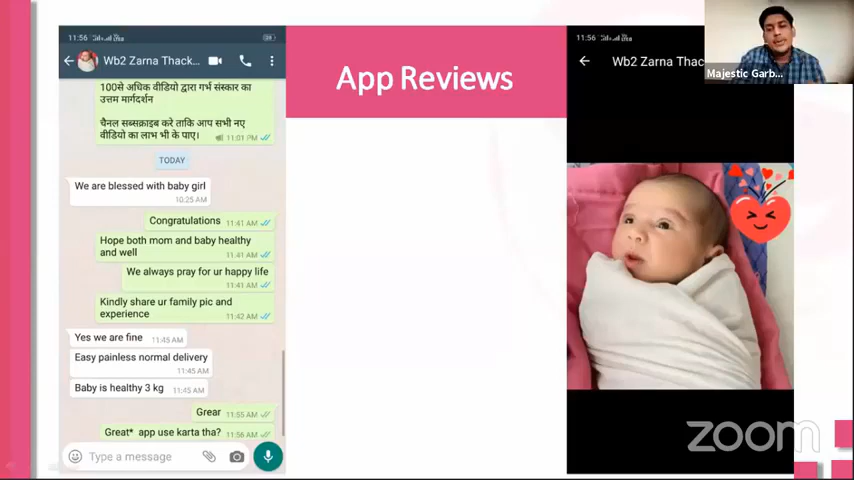 11:56
Wb2 Zarna Thack...
100से अधिक वीडियो द्वारा गर्भ संस्कार का
उत्तम मार्गदर्शन
चैनल सब्सक्राइब करे ताकि आप सभी नए
वीडियो का लाभ भी के पाए।
11:01 PM
TODAY
We are blessed with baby girl
10:25 AM
Congratulations
11:41 AM
Hope both mom and baby healthy
and well
11:41 AM
We always pray for ur happy life
11:41 AM
Kindly share ur family pic and
experience
11:42 AM
Yes we are fine
11:45 AM
Easy painless normal delivery
11:45 AM
Baby is healthy 3 kg
11:45 AM
Grear
11:55 AM
Great* app use karta tha?
11:56 AM
Type a message
App Reviews
11:56
Wb2 Zarna Thac
Majestic Garb...
zoom